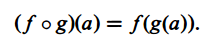 (f ∘ g)(a) = f(g(a)).